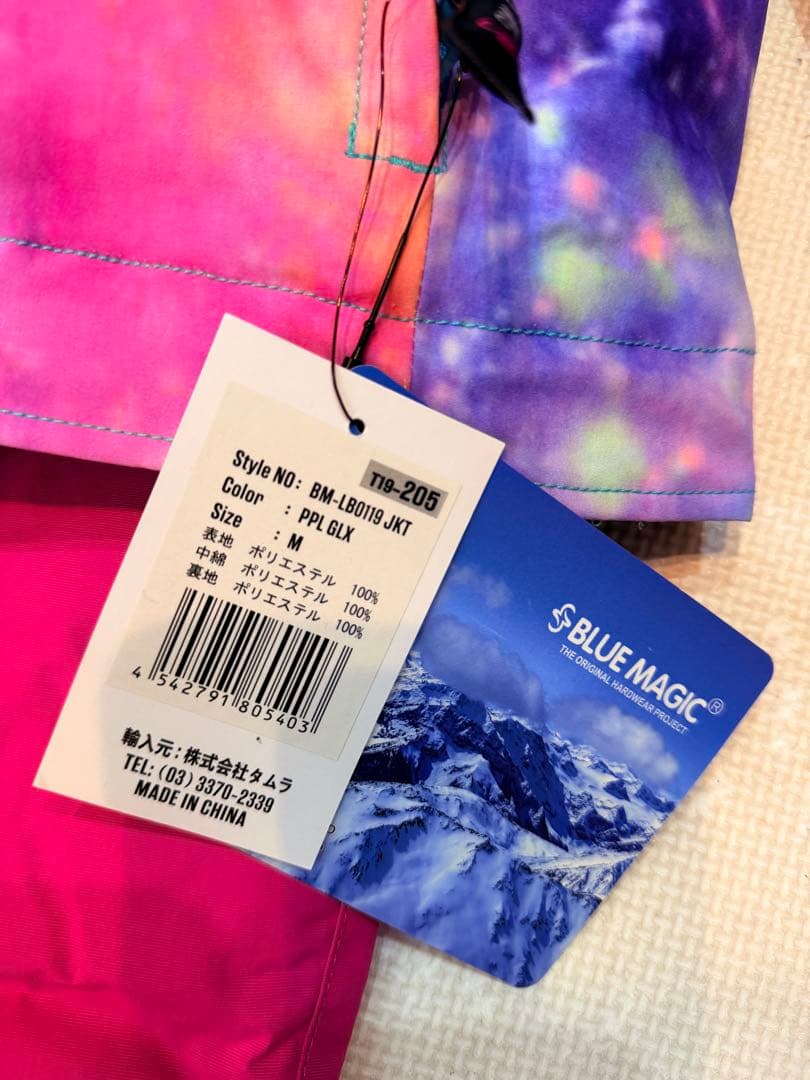 T19-205
Style NO: BM-LB0119 JKT
Color : PPL GLX
Size : M
表地 ポリエステル 100%
中綿 ポリエステル 100%
裏地 ポリエステル 100%
4 542791 805403
輸入元:株式会社タムラ
TEL: (03) 3370-2339
MADE IN CHINA
BLUE MAGIC®
THE ORIGINAL HARDWEAR PROJECT